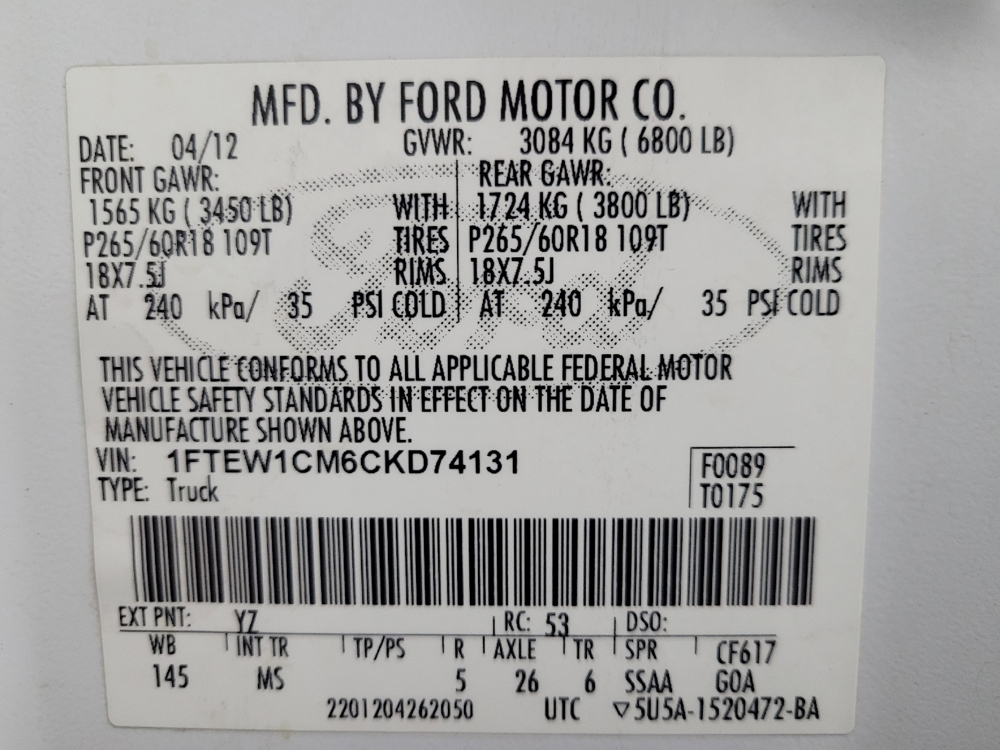 MFD. BY FORD MOTOR CO.
DATE: 04/12 GVWR: 3084 KG ( 6800 LB)
FRONT GAWR: REAR GAWR:
1565 KG ( 3450 LB) WITH 1724 KG ( 3800 LB) WITH
P265/60R18 109T TIRES P265/60R18 109T TIRES
18X7.5J RIMS 18X7.5J RIMS
AT 240 kPa/ 35 PSI COLD AT 240 kPa/ 35 PSI COLD
Ford
THIS VEHICLE CONFORMS TO ALL APPLICABLE FEDERAL MOTOR
VEHICLE SAFETY STANDARDS IN EFFECT ON THE DATE OF
MANUFACTURE SHOWN ABOVE.
VIN: 1FTEW1CM6CKD74131 F0089
TYPE: Truck T0175
EXT PNT: YZ RC: 53 DSO:
WB INT TR TP/PS R AXLE TR SPR CF617
145 MS 5 26 6 SSAA GOA
2201204262050 UTC ▽5U5A-1520472-BA